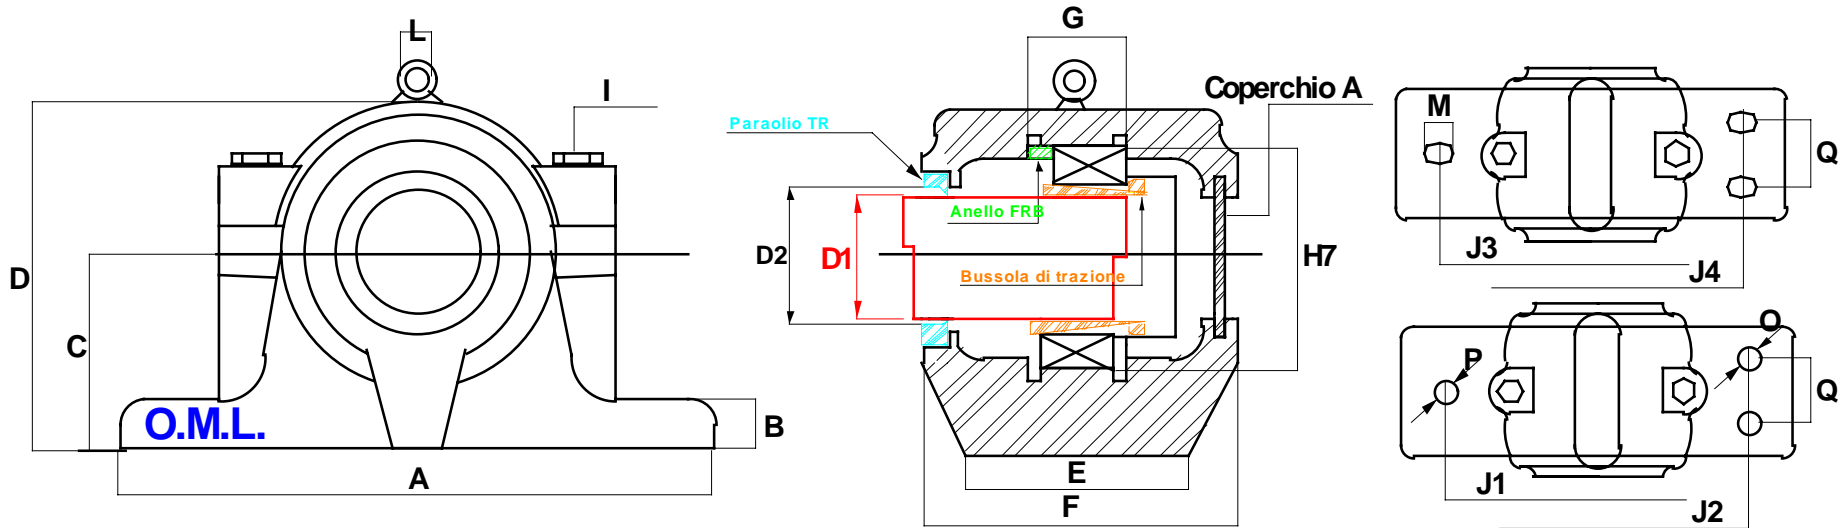 L
I
D
C
O.M.L.
B
A
G
Coperchio A
Paraolio TR
Anello FRB
D2
D1
H7
Bussola di trazione
E
F
M
Q
J3
J4
O
P
Q
J1
J2